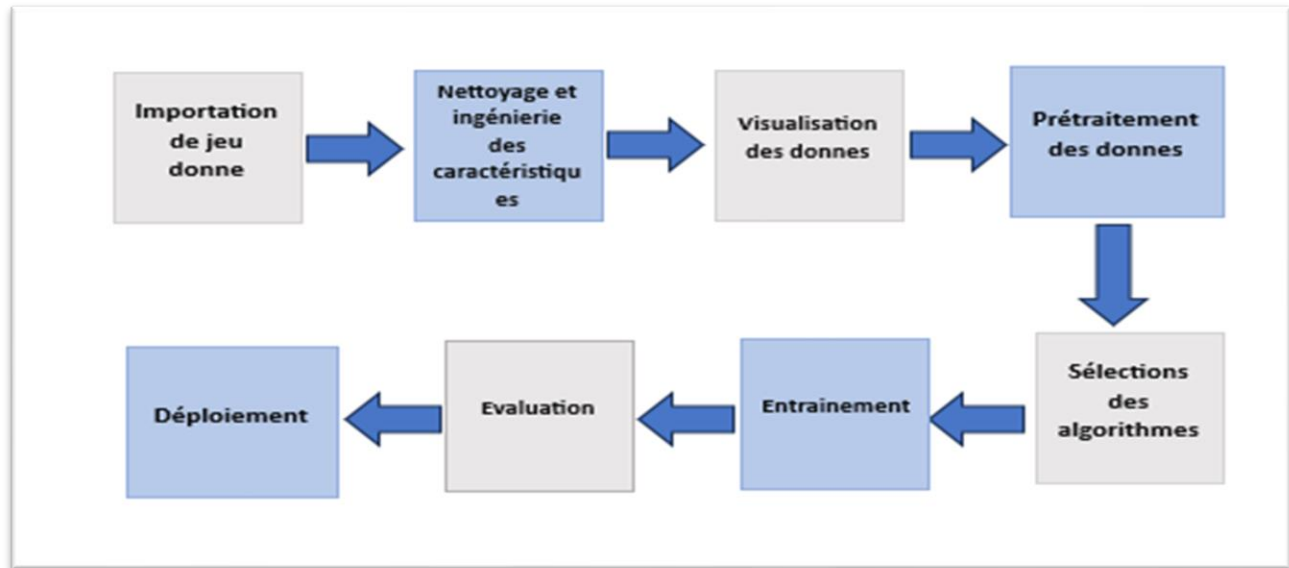 Importation
de jeu
donne
Nettoyage et
ingénierie
des
caractéristiqu
es
Visualisation
des donnes
Prétraitement
des donnes
Sélections
des
algorithmes
Entrainement
Evaluation
Déploiement